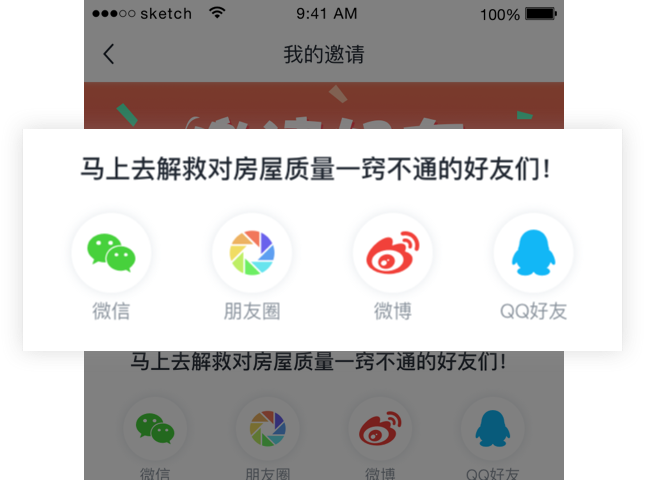 sketch 9:41 AM 100%
我的邀请
马上去解救对房屋质量一窍不通的好友们!
微信 朋友圈 微博 QQ好友
马上去解救对房屋质量一窍不通的好友们!
微信 朋友圈 微博 QQ好友